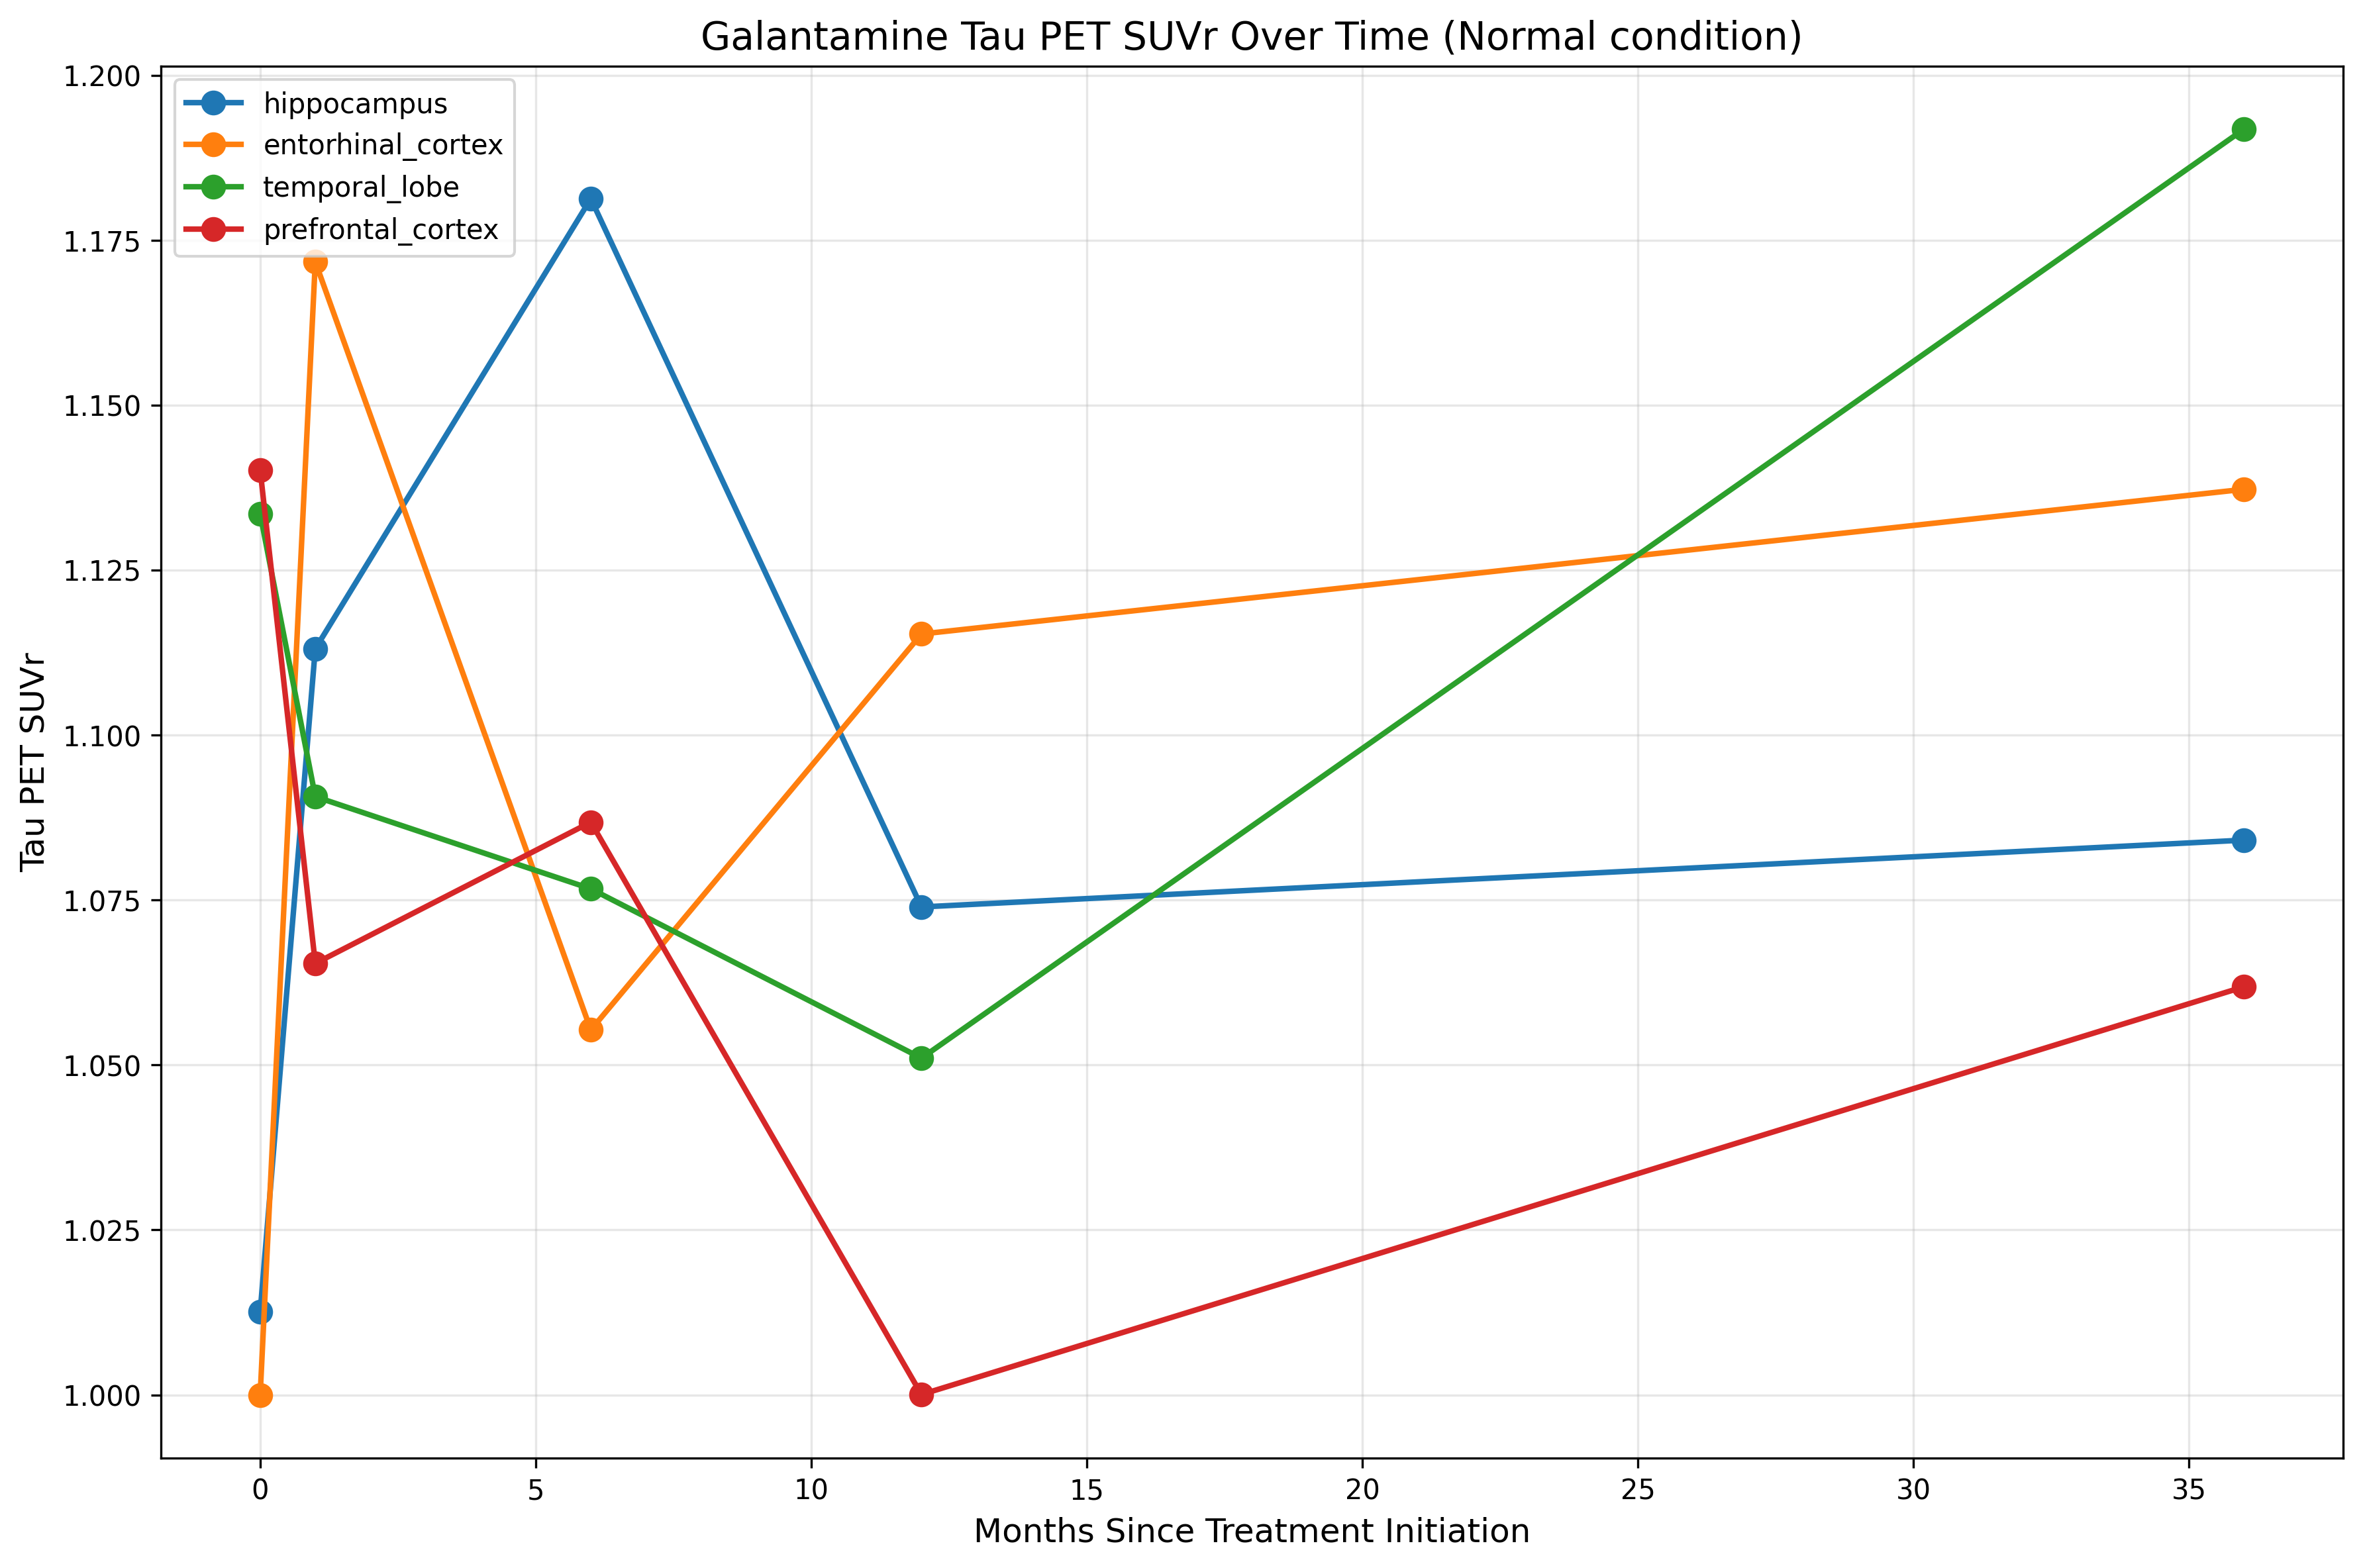 Galantamine Tau PET SUVr Over Time (Normal condition)
hippocampus
entorhinal_cortex
temporal_lobe
prefrontal_cortex
Tau PET SUVr
1.200
1.175
1.150
1.125
1.100
1.075
1.050
1.025
1.000
0 5 10 15 20 25 30 35
Months Since Treatment Initiation